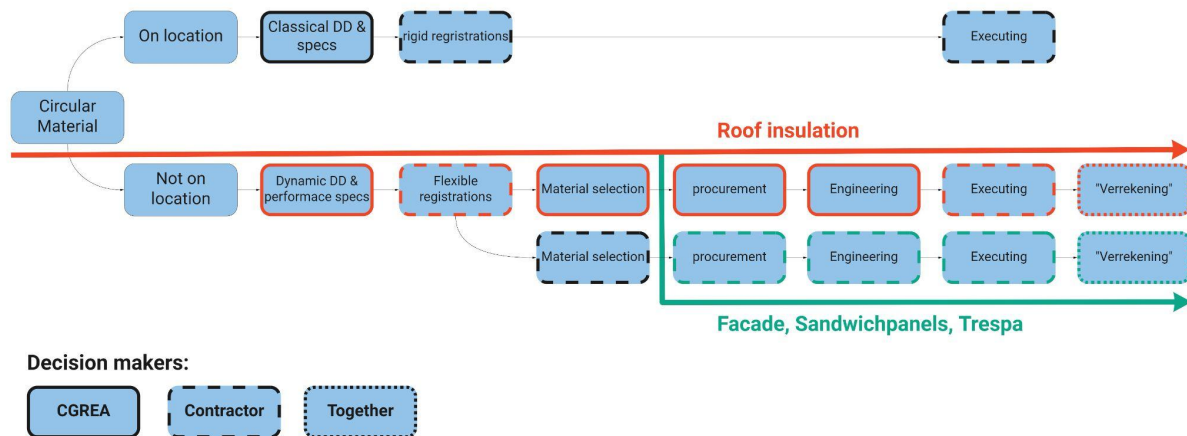 On location
Classical DD &
specs
rigid regristrations
Executing
Circular
Material
Roof insulation
Not on
location
Dynamic DD &
performace specs
Flexible
registrations
Material selection
procurement
Engineering
Executing
"Verrekening"
Material selection
procurement
Engineering
Executing
"Verrekening"
Facade, Sandwichpanels, Trespa
Decision makers:
CGREA
Contractor
Together